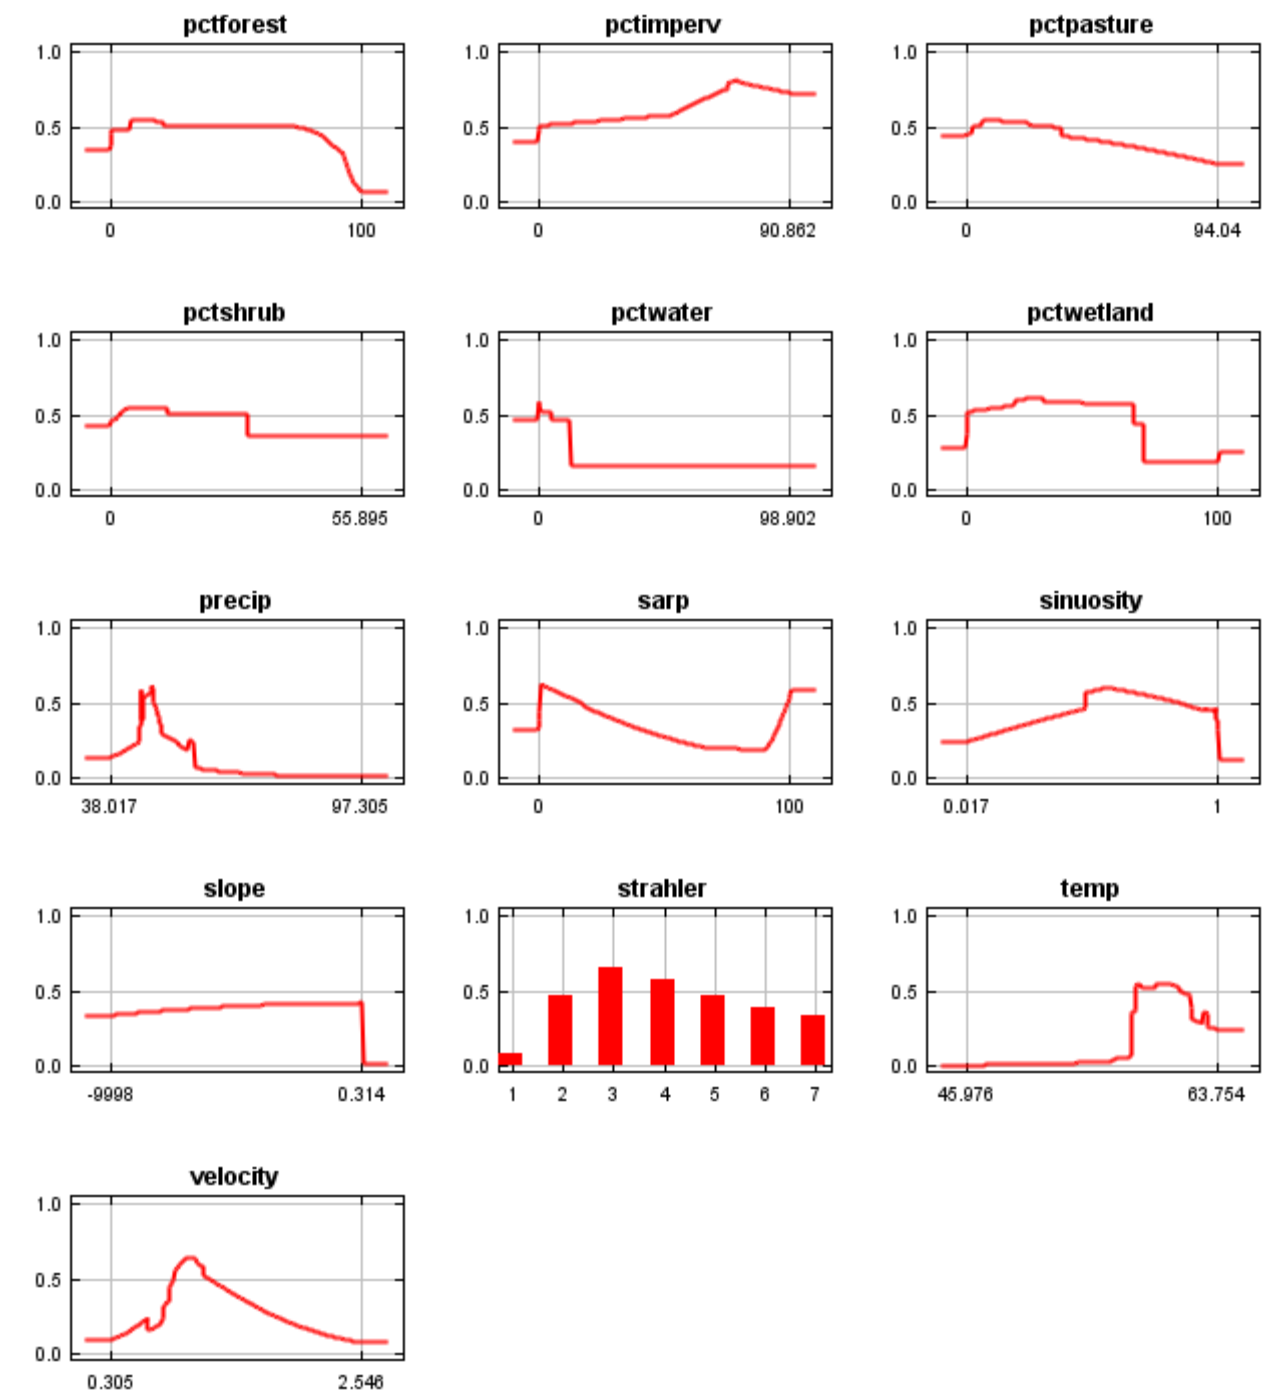 pctforest pctimperv pctpasture
1.0 1.0 1.0
0.5 0.5 0.5
0.0 0.0 0.0
0 100 0 90.862 0 94.04
pctshrub pctwater pctwetland
1.0 1.0 1.0
0.5 0.5 0.5
0.0 0.0 0.0
0 55.895 0 98.902 0 100
precip sarp sinuosity
1.0 1.0 1.0
0.5 0.5 0.5
0.0 0.0 0.0
38.017 97.305 0 100 0.017 1
slope strahler temp
1.0 1.0 1.0
0.5 0.5 0.5
0.0 0.0 0.0
-9998 0.314 1 2 3 4 5 6 7 45.976 63.754
velocity
1.0
0.5
0.0
0.305 2.546